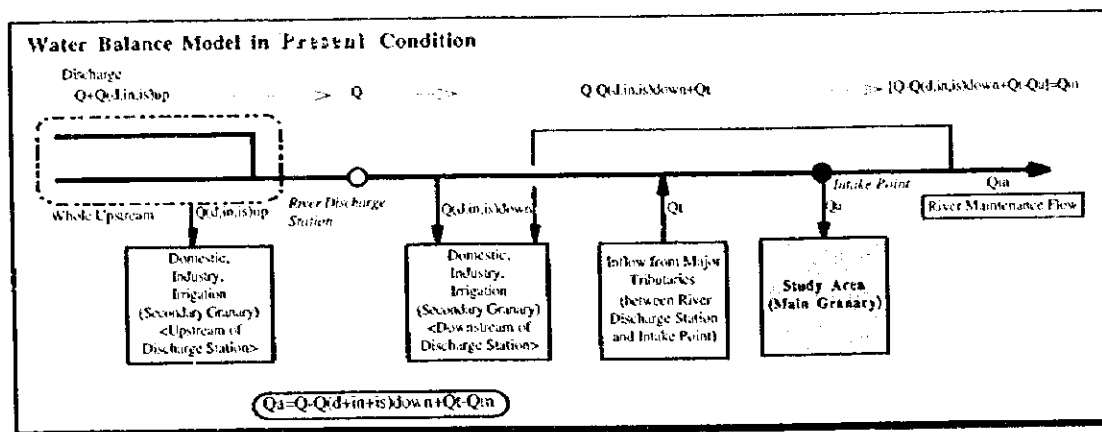 Water Balance Model in Present Condition
Discharge
Q+Q(d,in,is)up
Q
Q-Q(d,in,is)down+Qt
[Q-Q(d,in,is)down+Qt-Qa]=Qm
Whole Upstream
Q(d,in,is)up
River Discharge
Station
Q(d,in,is)down
Qt
Intake Point
Qa
Qm
River Maintenance Flow
Domestic,
Industry,
Irrigation
(Secondary Granary)
<Upstream of
Discharge Station>
Domestic,
Industry,
Irrigation
(Secondary Granary)
<Downstream of
Discharge Station>
Inflow from Major
Tributaries
(between River
Discharge Station
and Intake Point)
Study Area
(Main Granary)
Qa=Q-Q(d+in+is)down+Qt-Qm